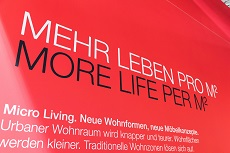 MEHR LEBEN PRO M²
MORE LIFE PER M²
Micro Living. Neue Wohnformen, neue Möbelkonzepte.
Urbaner Wohnraum wird knapper und teurer. Wohnflächen
werden kleiner. Traditionelle Wohnzonen lösen sich auf.